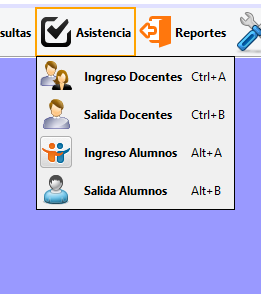 sultas Asistencia Reportes
Ingreso Docentes Ctrl+A
Salida Docentes Ctrl+B
Ingreso Alumnos Alt+A
Salida Alumnos Alt+B